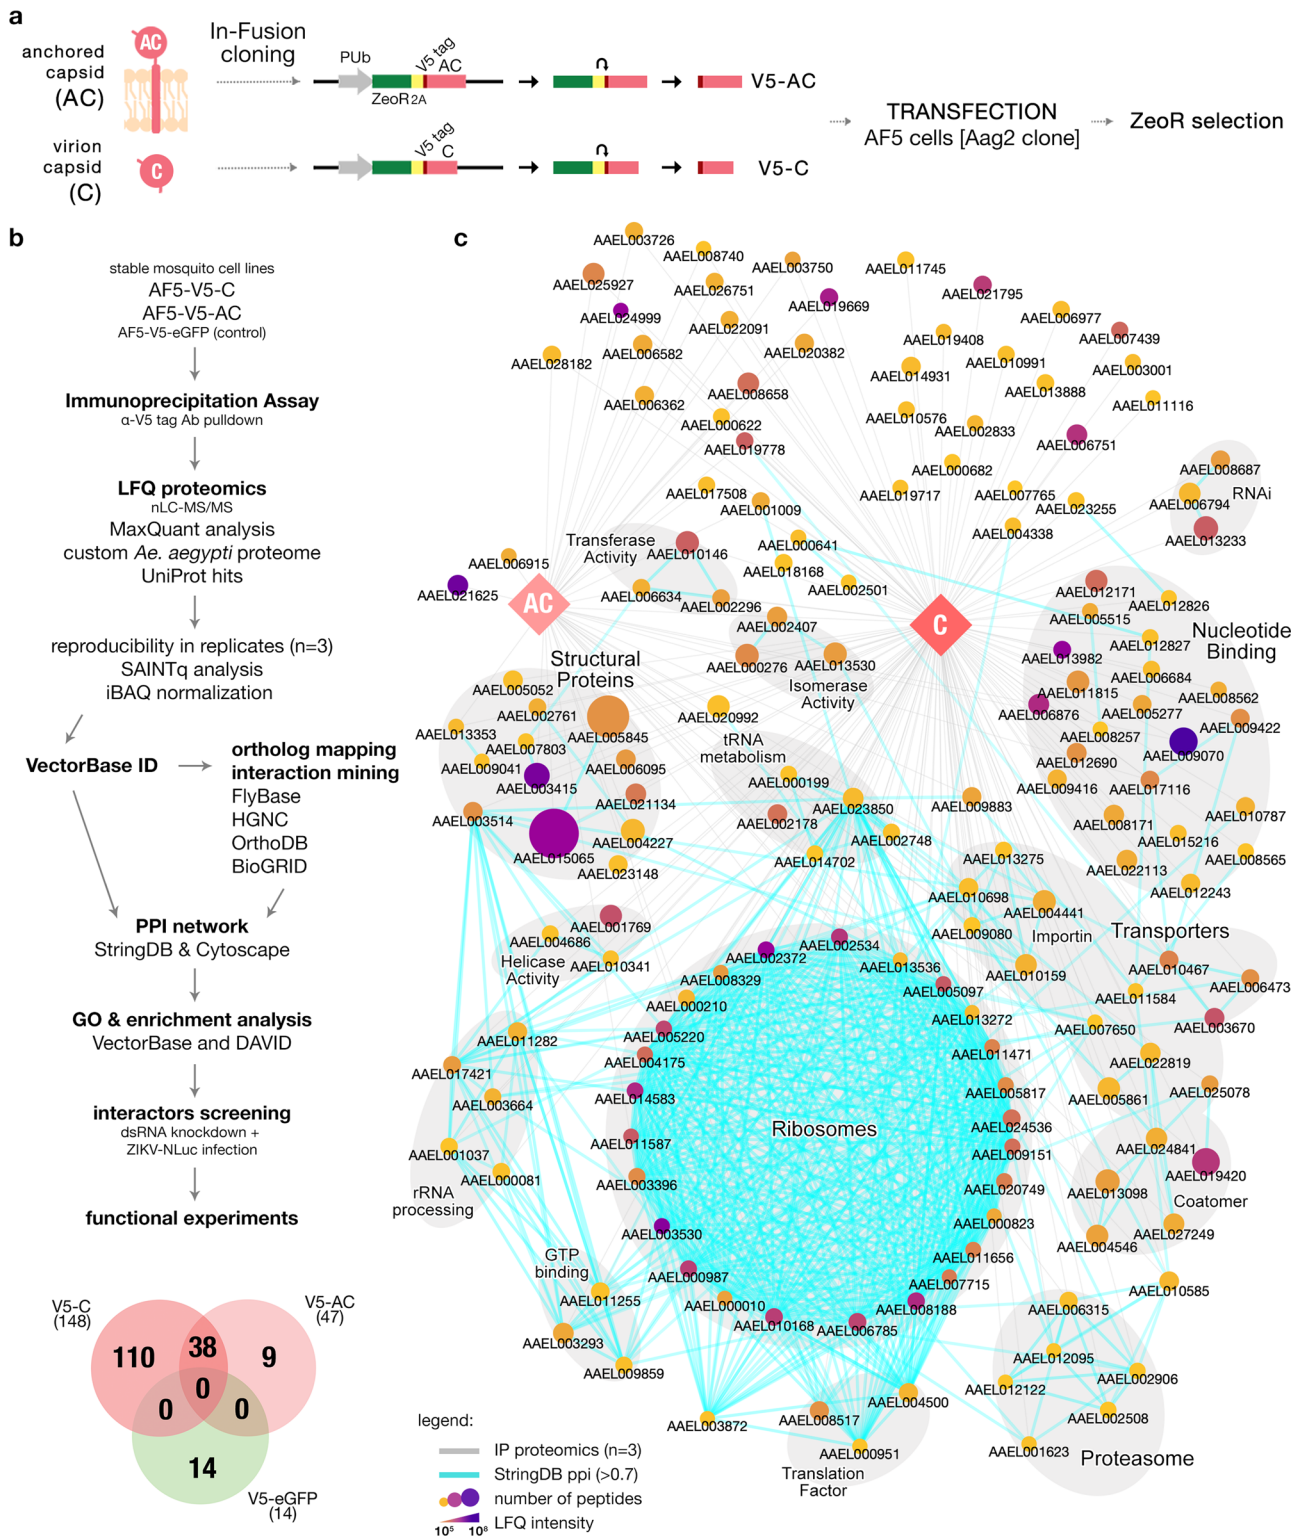 a
anchored
capsid
(AC)
AC
In-Fusion
cloning
PUb
V5 tag
AC
ZeoR 2A
V5-AC
virion
capsid
(C)
C
V5 tag
C
V5-C
TRANSFECTION
AF5 cells [Aag2 clone]
ZeoR selection
b
stable mosquito cell lines
AF5-V5-C
AF5-V5-AC
AF5-V5-eGFP (control)
Immunoprecipitation Assay
α-V5 tag Ab pulldown
LFQ proteomics
nLC-MS/MS
MaxQuant analysis
custom Ae. aegypti proteome
UniProt hits
reproducibility in replicates (n=3)
SAINTq analysis
iBAQ normalization
VectorBase ID
ortholog mapping
interaction mining
FlyBase
HGNC
OrthoDB
BioGRID
PPI network
StringDB & Cytoscape
GO & enrichment analysis
VectorBase and DAVID
interactors screening
dsRNA knockdown +
ZIKV-NLuc infection
functional experiments
V5-C
(148)
V5-AC
(47)
110
38
9
0
0
0
14
V5-eGFP
(14)
c
AAEL003726
AAEL008740
AAEL003750
AAEL011745
AAEL025927
AAEL026751
AAEL019669
AAEL021795
AAEL024999
AAEL022091
AAEL006977
AAEL019408
AAEL007439
AAEL028182
AAEL006582
AAEL020382
AAEL010991
AAEL003001
AAEL014931
AAEL013888
AAEL006362
AAEL008658
AAEL011116
AAEL000622
AAEL010576
AAEL002833
AAEL019778
AAEL006751
AAEL000682
AAEL008687
RNAi
AAEL017508
AAEL019717
AAEL007765
AAEL006794
AAEL001009
AAEL023255
AAEL004338
AAEL013233
Transferase
Activity
AAEL010146
AAEL000641
AAEL006915
AAEL018168
AAEL021625
AAEL006634
AAEL002501
AAEL012171
AC
AAEL002296
AAEL012826
AAEL005515
AAEL002407
C
Nucleotide
Binding
AAEL012827
AAEL013982
Structural
Proteins
AAEL000276
AAEL013530
AAEL006684
Isomerase
Activity
AAEL005052
AAEL011815
AAEL008562
AAEL002761
AAEL020992
AAEL006876
AAEL005277
AAEL009422
AAEL013353
AAEL005845
AAEL007803
tRNA
metabolism
AAEL008257
AAEL009070
AAEL009041
AAEL006095
AAEL012690
AAEL003415
AAEL000199
AAEL009416
AAEL017116
AAEL021134
AAEL023850
AAEL009883
AAEL003514
AAEL002178
AAEL008171
AAEL010787
AAEL015065
AAEL004227
AAEL002748
AAEL015216
AAEL014702
AAEL013275
AAEL008565
AAEL023148
AAEL022113
AAEL012243
AAEL010698
AAEL004441
AAEL001769
AAEL009080
Importin
Transporters
AAEL004686
AAEL002534
Helicase
Activity
AAEL010341
AAEL002372
AAEL013536
AAEL010159
AAEL010467
AAEL008329
AAEL005097
AAEL006473
AAEL000210
AAEL011584
AAEL013272
AAEL005220
AAEL007650
AAEL003670
AAEL011282
AAEL004175
AAEL011471
AAEL022819
AAEL017421
AAEL014583
AAEL005817
AAEL005861
AAEL025078
AAEL003664
AAEL024536
Ribosomes
AAEL011587
AAEL009151
AAEL024841
AAEL001037
AAEL019420
AAEL000081
AAEL003396
AAEL020749
AAEL013098
Coatomer
rRNA
processing
AAEL000823
AAEL003530
AAEL027249
AAEL004546
AAEL011656
GTP
binding
AAEL000987
AAEL007715
AAEL010585
AAEL011255
AAEL000010
AAEL008188
AAEL006315
AAEL010168
AAEL006785
AAEL003293
AAEL012095
AAEL009859
AAEL002906
AAEL012122
AAEL004500
AAEL003872
AAEL008517
AAEL002508
AAEL000951
AAEL001623
Proteasome
Translation
Factor
legend:
IP proteomics (n=3)
StringDB ppi (>0.7)
number of peptides
LFQ intensity
10⁵ 10⁸